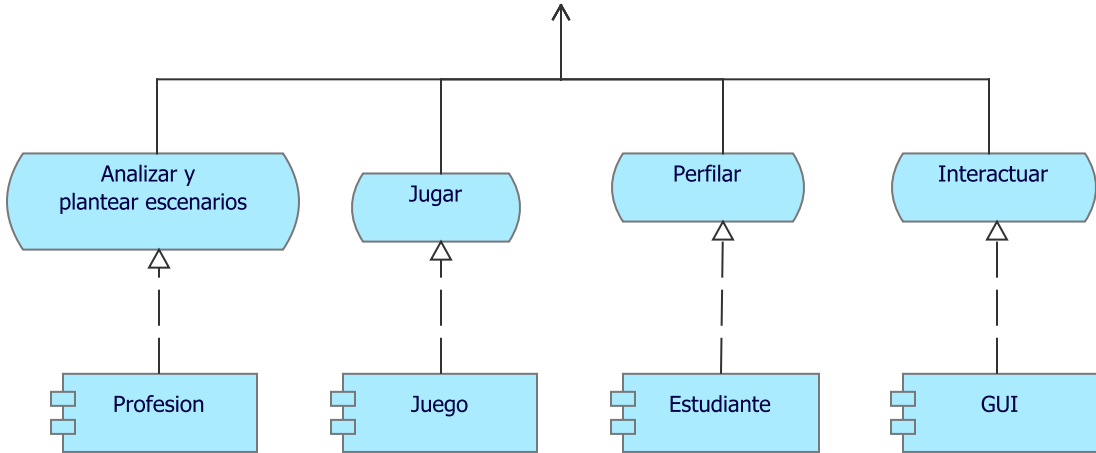 Analizar y
plantear escenarios
Jugar
Perfilar
Interactuar
Profesion
Juego
Estudiante
GUI